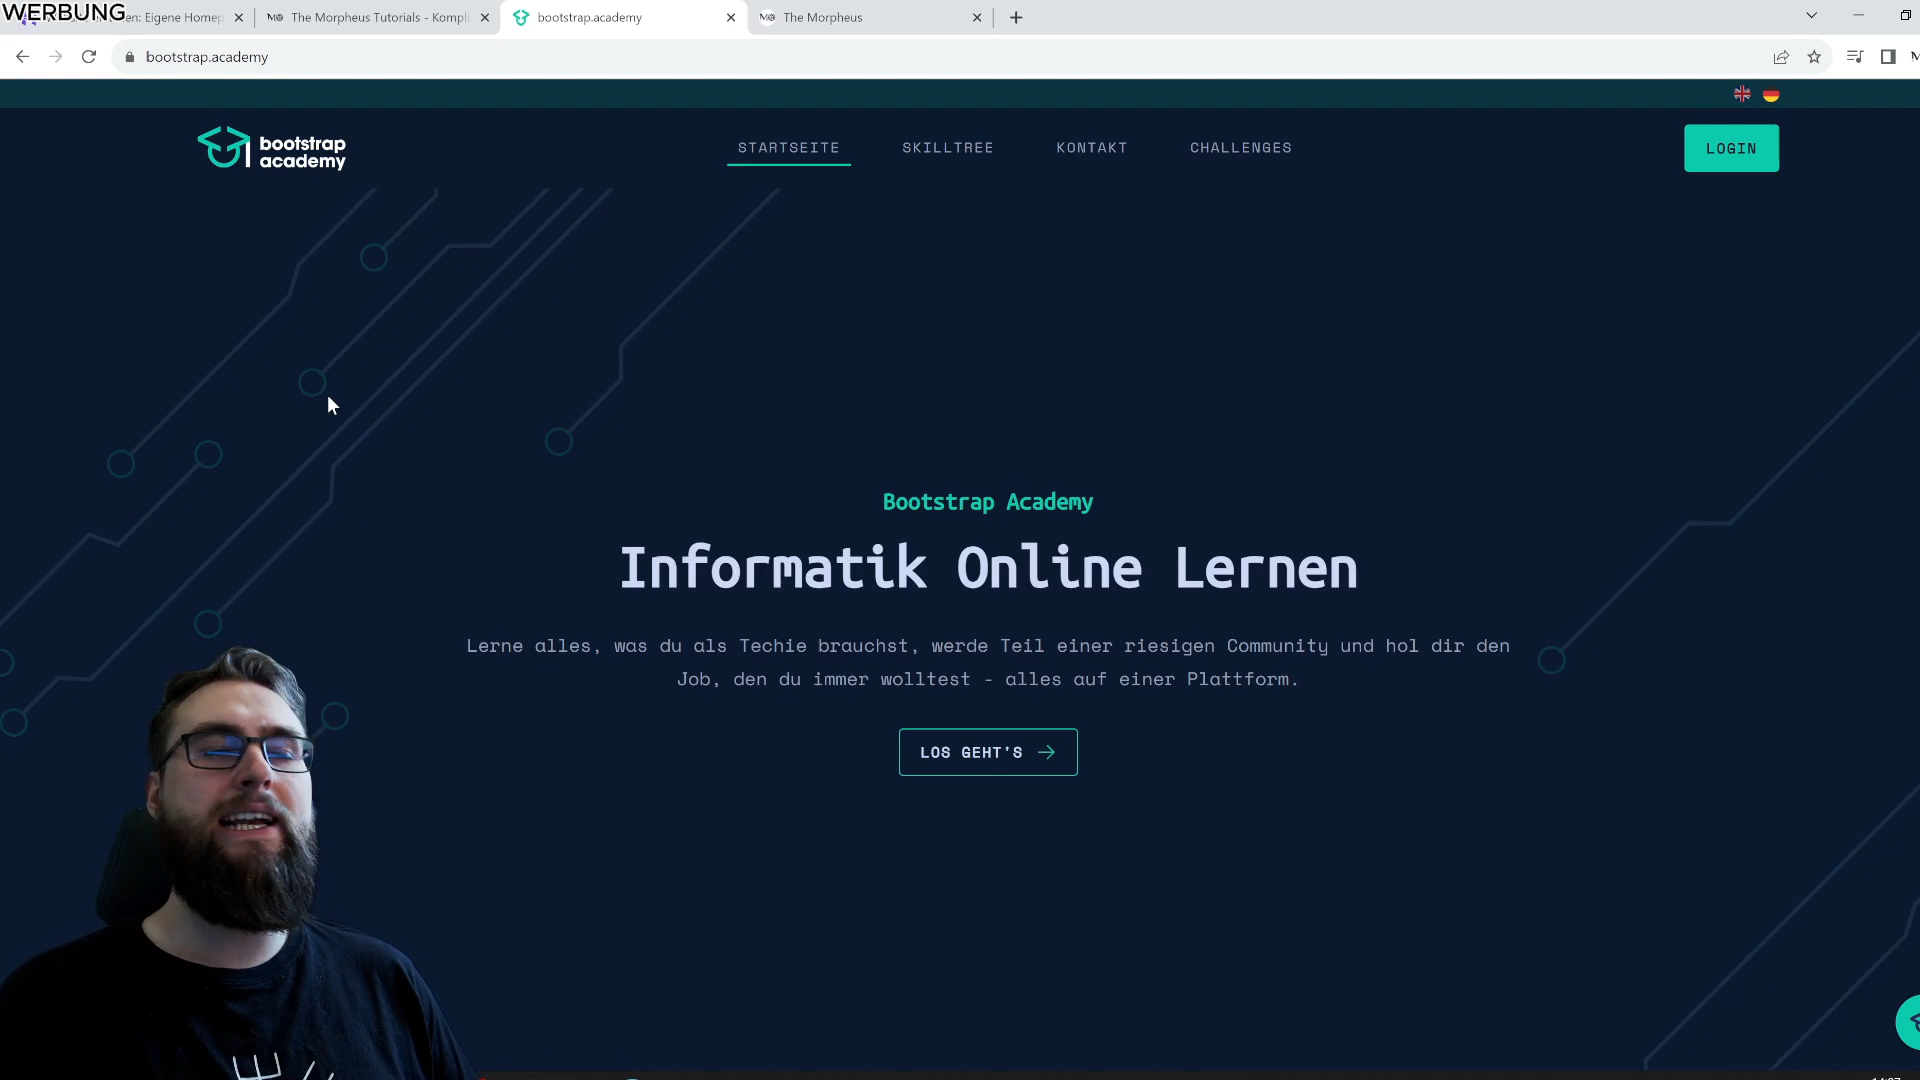 WERBUNG
en: Eigene Homep
The Morpheus Tutorials - Kompl
bootstrap.academy
The Morpheus
bootstrap.academy
bootstrap
academy
STARTSEITE
SKILLTREE
KONTAKT
CHALLENGES
LOGIN
Bootstrap Academy
Informatik Online Lernen
Lerne alles, was du als Techie brauchst, werde Teil einer riesigen Community und hol dir den
Job, den du immer wolltest - alles auf einer Plattform.
LOS GEHT'S